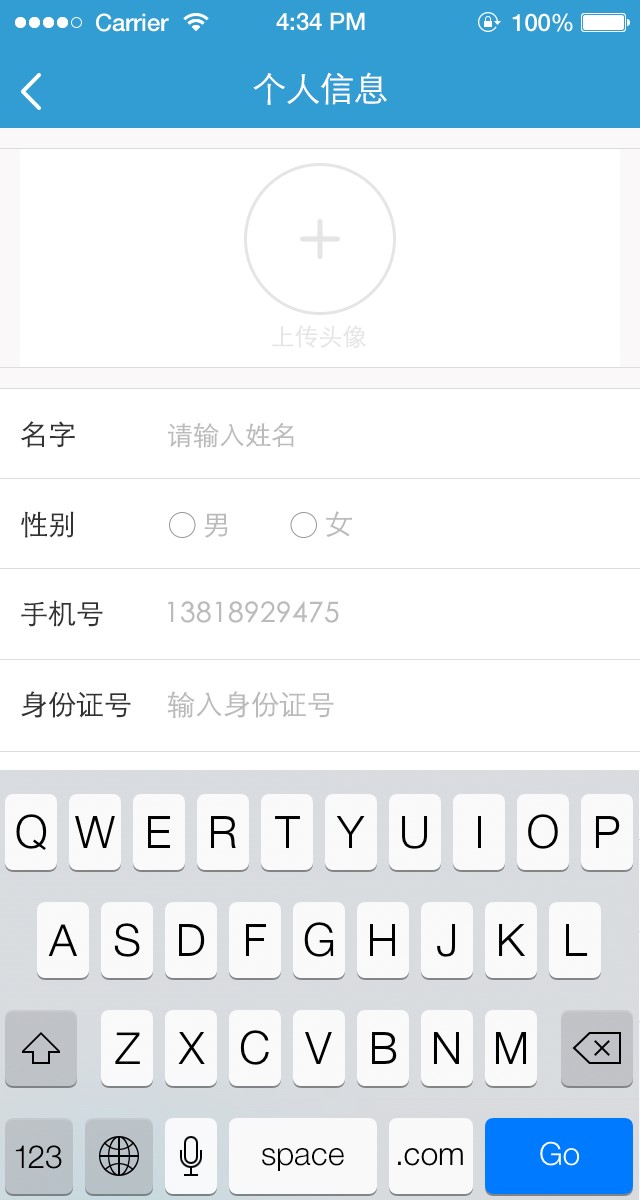 Carrier 4:34 PM 100%
个人信息
上传头像
名字 请输入姓名
性别 男 女
手机号 13818929475
身份证号 输入身份证号
Q W E R T Y U I O P
A S D F G H J K L
Z X C V B N M
123 space .com Go